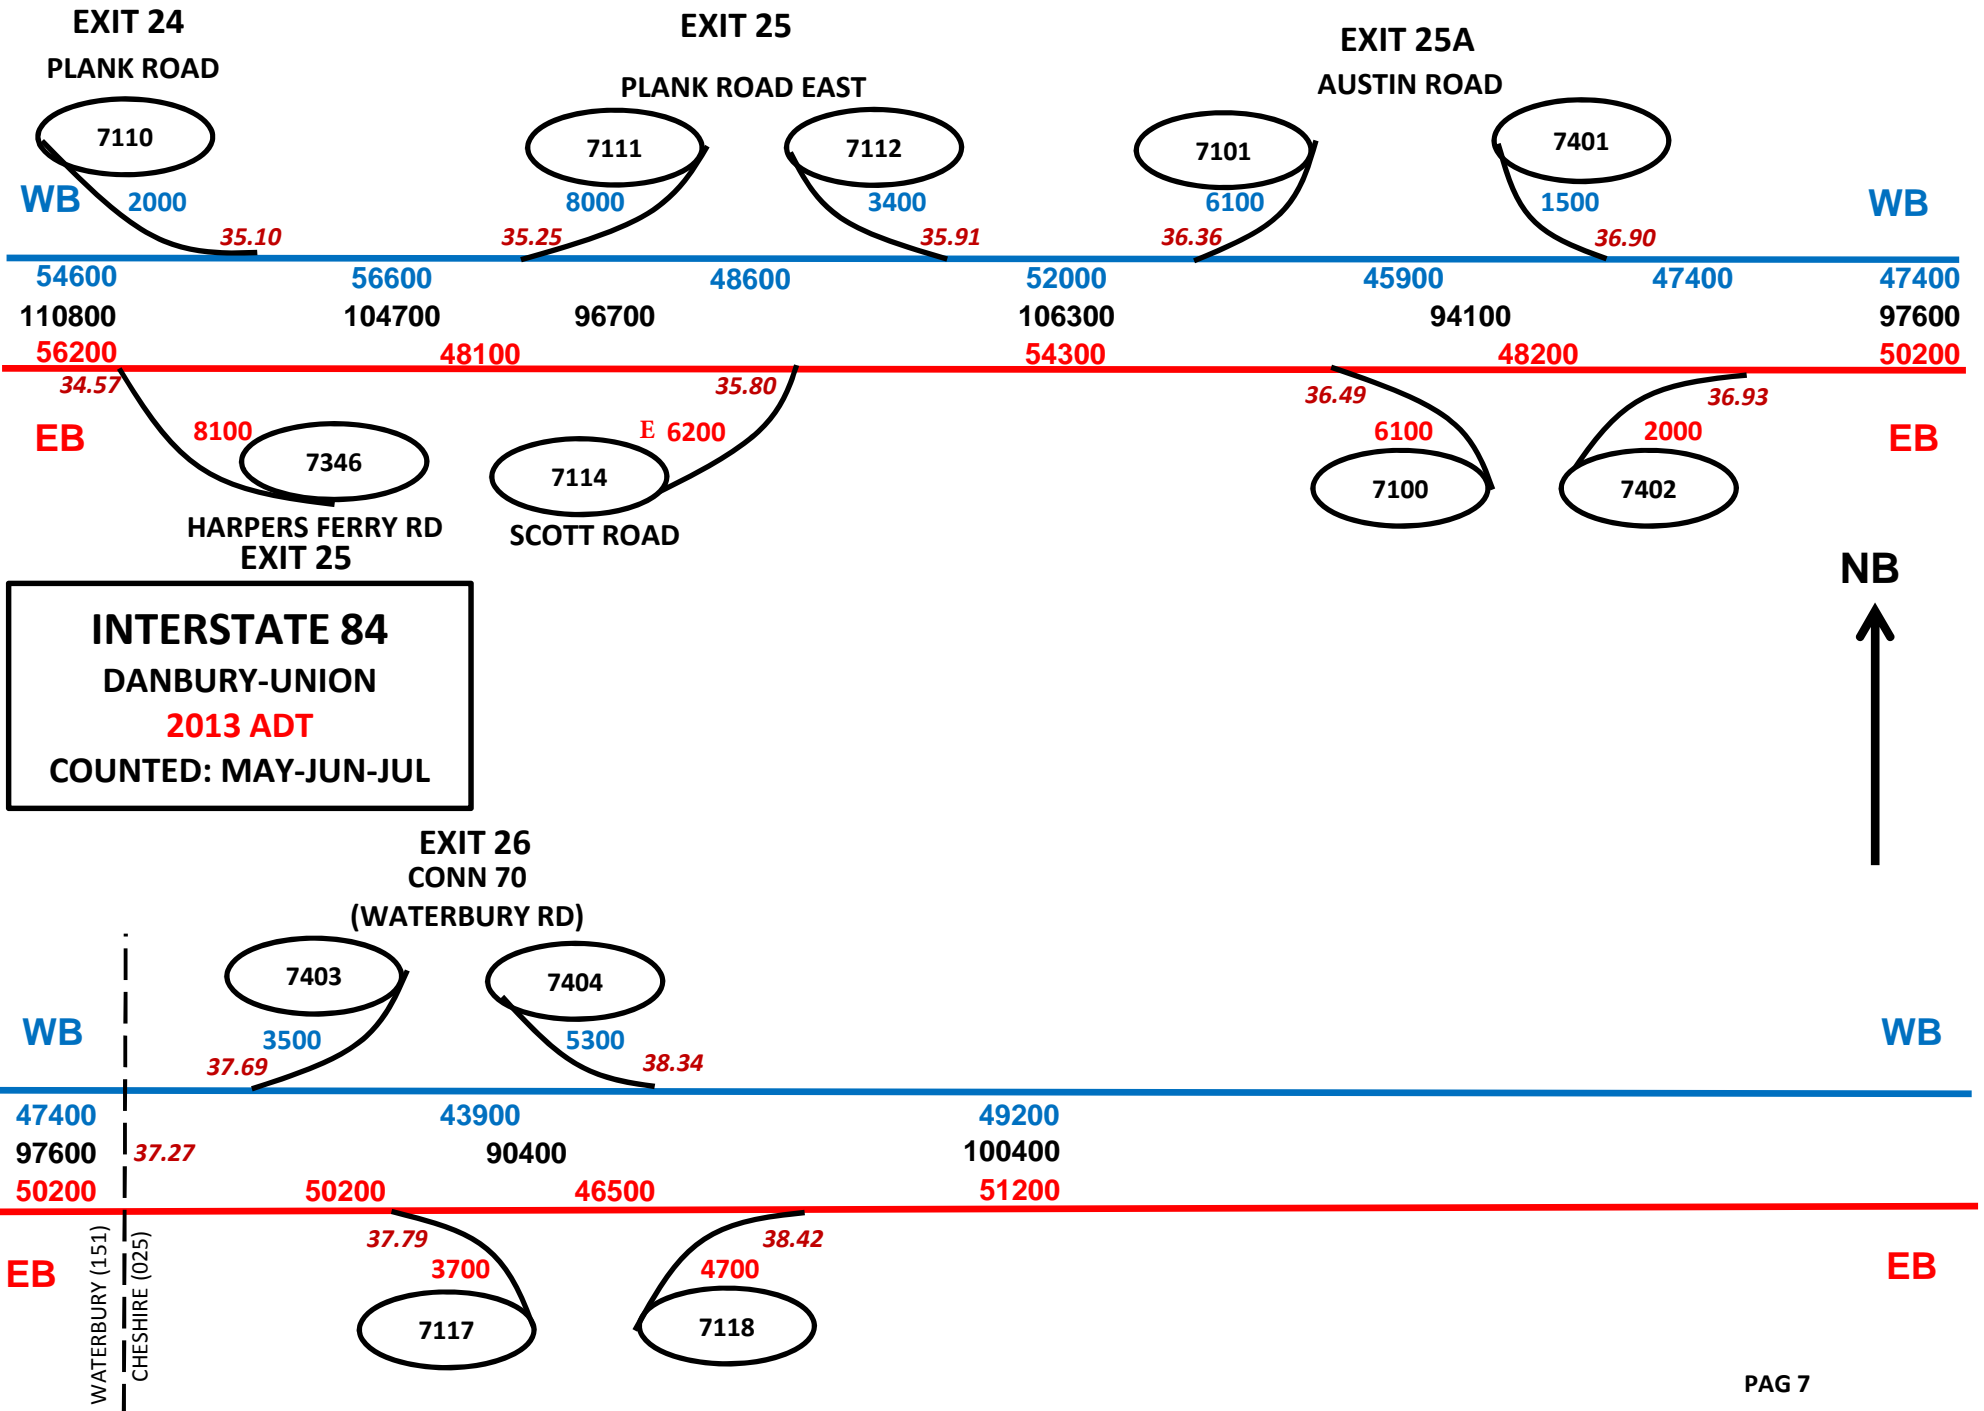 EXIT 24
EXIT 25
EXIT 25A
PLANK ROAD
PLANK ROAD EAST
AUSTIN ROAD
7110
7111
7112
7101
7401
WB
2000
8000
3400
6100
1500
WB
35.10
35.25
35.91
36.36
36.90
54600
56600
48600
52000
45900
47400
47400
110800
104700
96700
106300
94100
97600
56200
48100
54300
48200
50200
34.57
35.80
36.49
36.93
EB
8100
E 6200
6100
2000
EB
7346
7114
7100
7402
HARPERS FERRY RD
SCOTT ROAD
EXIT 25
NB
INTERSTATE 84
DANBURY-UNION
2013 ADT
COUNTED: MAY-JUN-JUL
EXIT 26
CONN 70
(WATERBURY RD)
7403
7404
WB
3500
5300
WB
37.69
38.34
47400
43900
49200
97600
37.27
90400
100400
50200
50200
46500
51200
37.79
38.42
EB
3700
4700
EB
WATERBURY (151)
CHESHIRE (025)
7117
7118
PAG 7